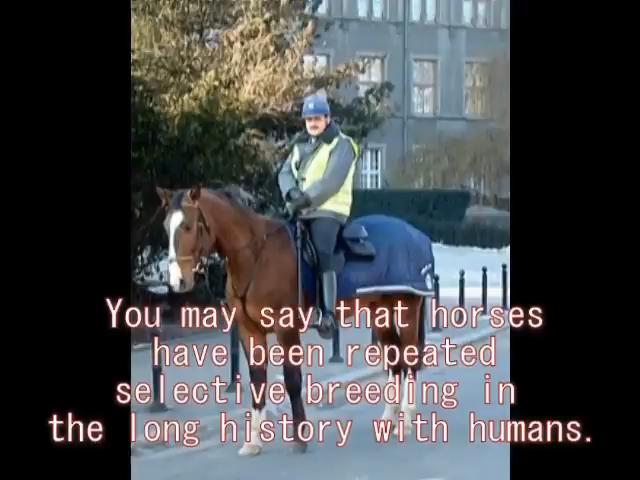 You may say that horses
have been repeated
selective breeding in
the long history with humans.